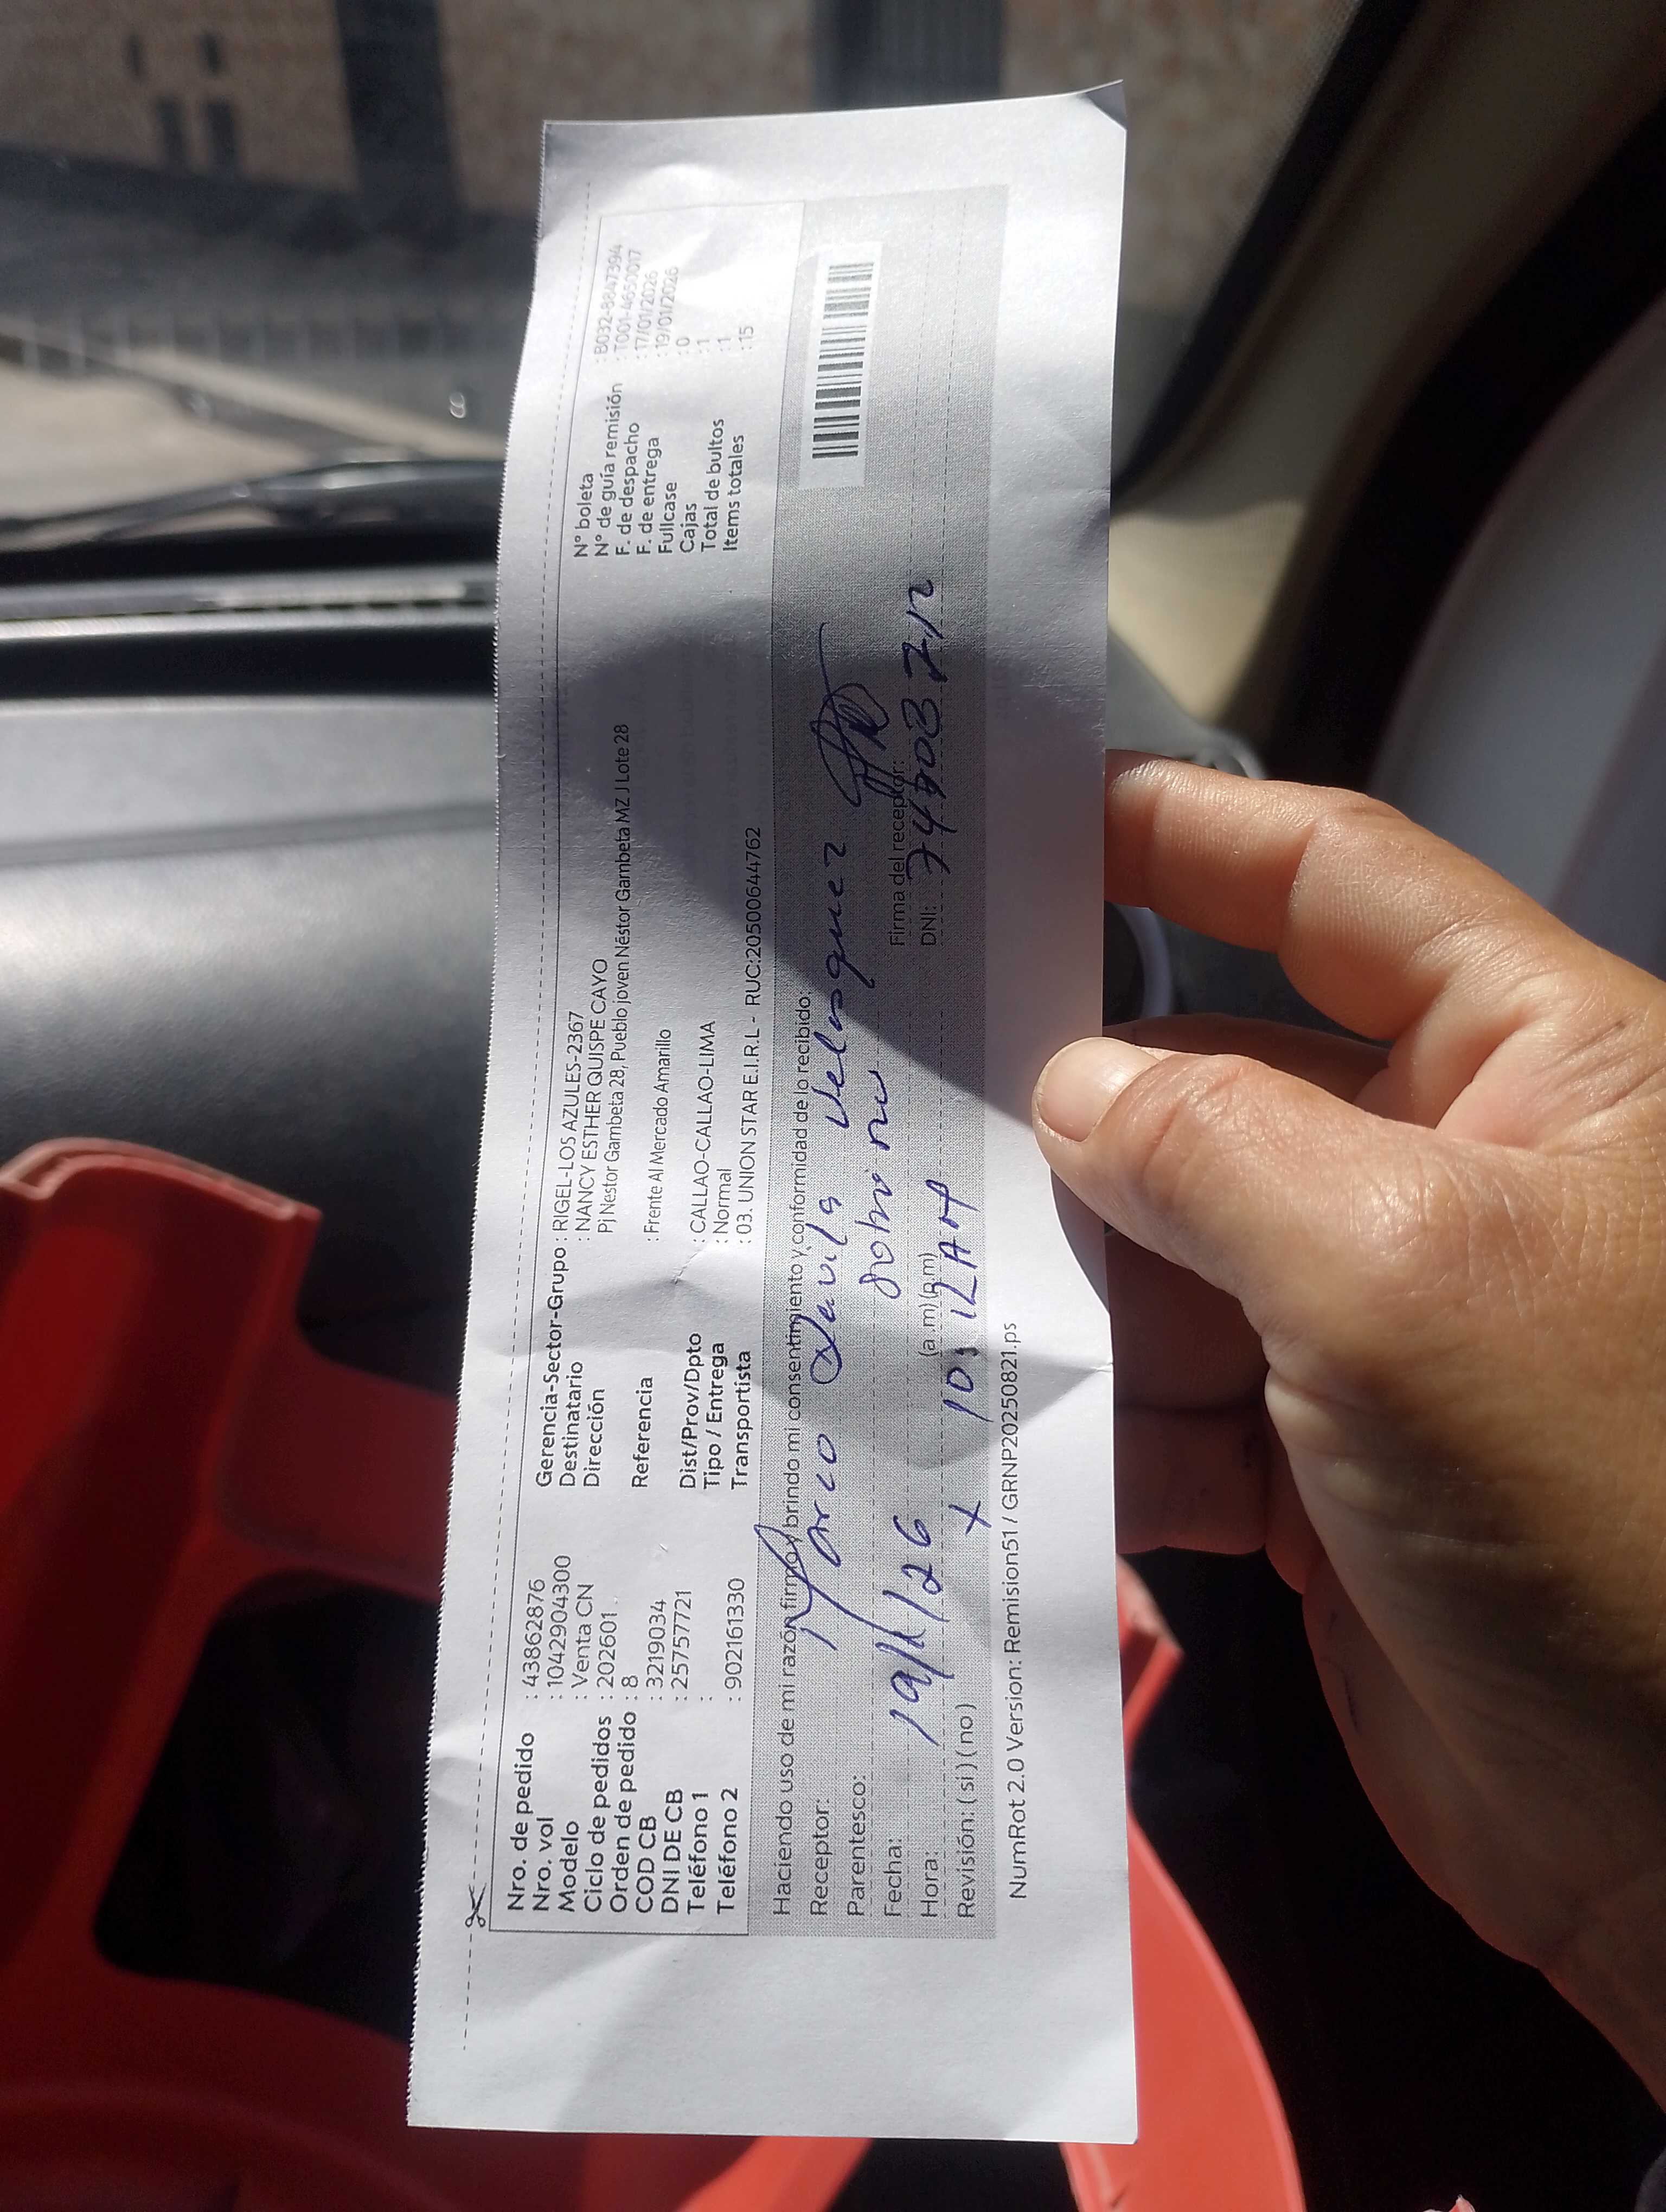 Nro. de pedido : 43862876
Nro. val : 1042904300
Modelo : Venta CN
Ciclo de pedidos : 202601
Orden de pedido : 8
COD CB : 3219034
DNI DE CB : 25757721
Teléfono 1 :
Teléfono 2 : 902161330
Gerencia-Sector-Grupo : RIGEL-LOS AZULES-2367
Destinatario : NANCY ESTHER QUISPE CAYO
Dirección Pj Nestor Gambeta 28, Pueblo joven Néstor Gambeta MZ J Lote 28
Referencia : Frente Al Mercado Amarillo
Dist/Prov/Dpto : CALLAO-CALLAO-LIMA
Tipo / Entrega : Normal
Transportista : 03. UNION STAR E.I.R.L - RUC:20500644762
N° boleta : B032-8847394
N° de guía remisión : T001-4650017
F. de despacho : 17/01/2026
F. de entrega : 19/01/2026
Fullcase : 0
Cajas : 1
Total de bultos : 1
Items totales : 15
Haciendo uso de mi razón firmo y brindo mi consentimiento y conformidad de lo recibido:
Receptor: Marco Davila Velasquez
Parentesco: sobrino
Firma del receptor:
Fecha: 19/1/26
DNI:
Hora: 10: 12 AM (a.m) (p.m)
Revisión: (si) (no) X
NumRot 2.0 Version: Remision51 / GRNP20250821.ps